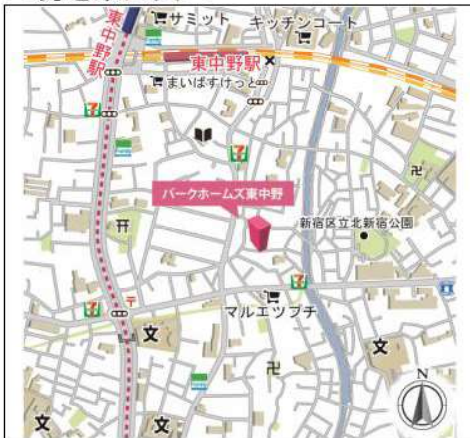 サミット
キッチンコート
東中野駅
東中野駅
まいばすけっと
パークホームズ東中野
新宿区立北新宿公園
マルエツプチ
文
文
文
文
N